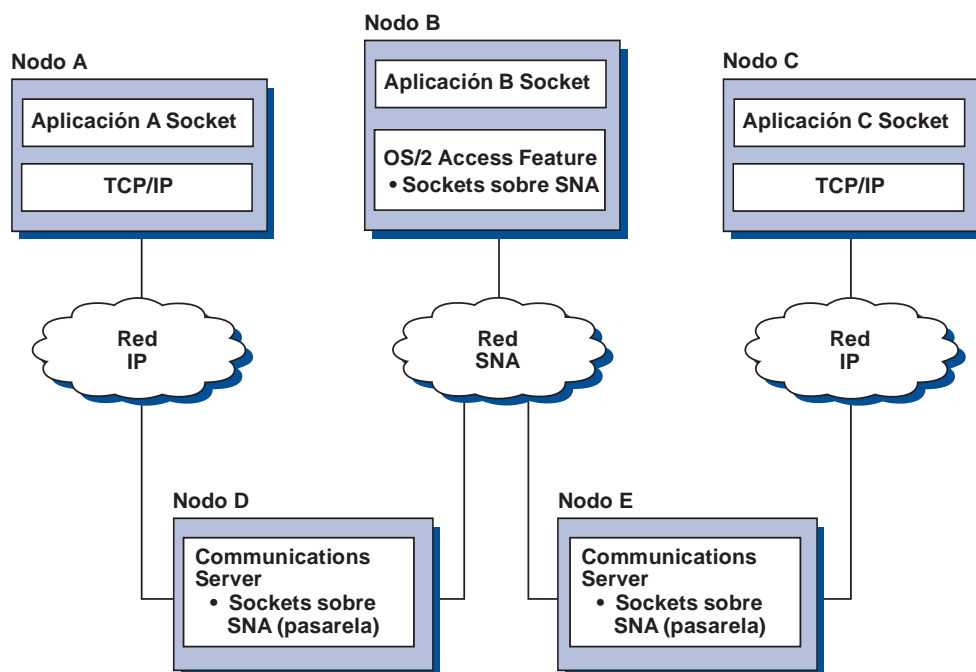 Nodo A
Aplicación A Socket
TCP/IP
Nodo B
Aplicación B Socket
OS/2 Access Feature
• Sockets sobre SNA
Nodo C
Aplicación C Socket
TCP/IP
Red
IP
Red
SNA
Red
IP
Nodo D
Communications
Server
• Sockets sobre
SNA (pasarela)
Nodo E
Communications
Server
• Sockets sobre
SNA (pasarela)